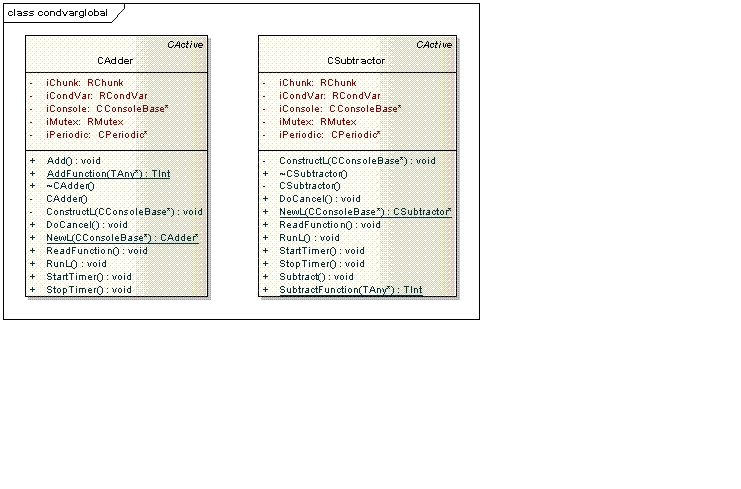 class condvarglobal
CActive
CAdder
- iChunk: RChunk
- iCondVar: RCondVar
- iConsole: CConsoleBase*
- iMutex: RMutex
- iPeriodic: CPeriodic*
+ Add() : void
+ AddFunction(TAny*) : TInt
+ ~CAdder()
- CAdder()
- ConstructL(CConsoleBase*) : void
+ DoCancel() : void
+ NewL(CConsoleBase*) : CAdder*
+ ReadFunction() : void
+ RunL() : void
+ StartTimer() : void
+ StopTimer() : void
CActive
CSubtractor
- iChunk: RChunk
- iCondVar: RCondVar
- iConsole: CConsoleBase*
- iMutex: RMutex
- iPeriodic: CPeriodic*
- ConstructL(CConsoleBase*) : void
+ ~CSubtractor()
- CSubtractor()
+ DoCancel() : void
+ NewL(CConsoleBase*) : CSubtractor*
+ ReadFunction() : void
+ RunL() : void
+ StartTimer() : void
+ StopTimer() : void
+ Subtract() : void
+ SubtractFunction(TAny*) : TInt